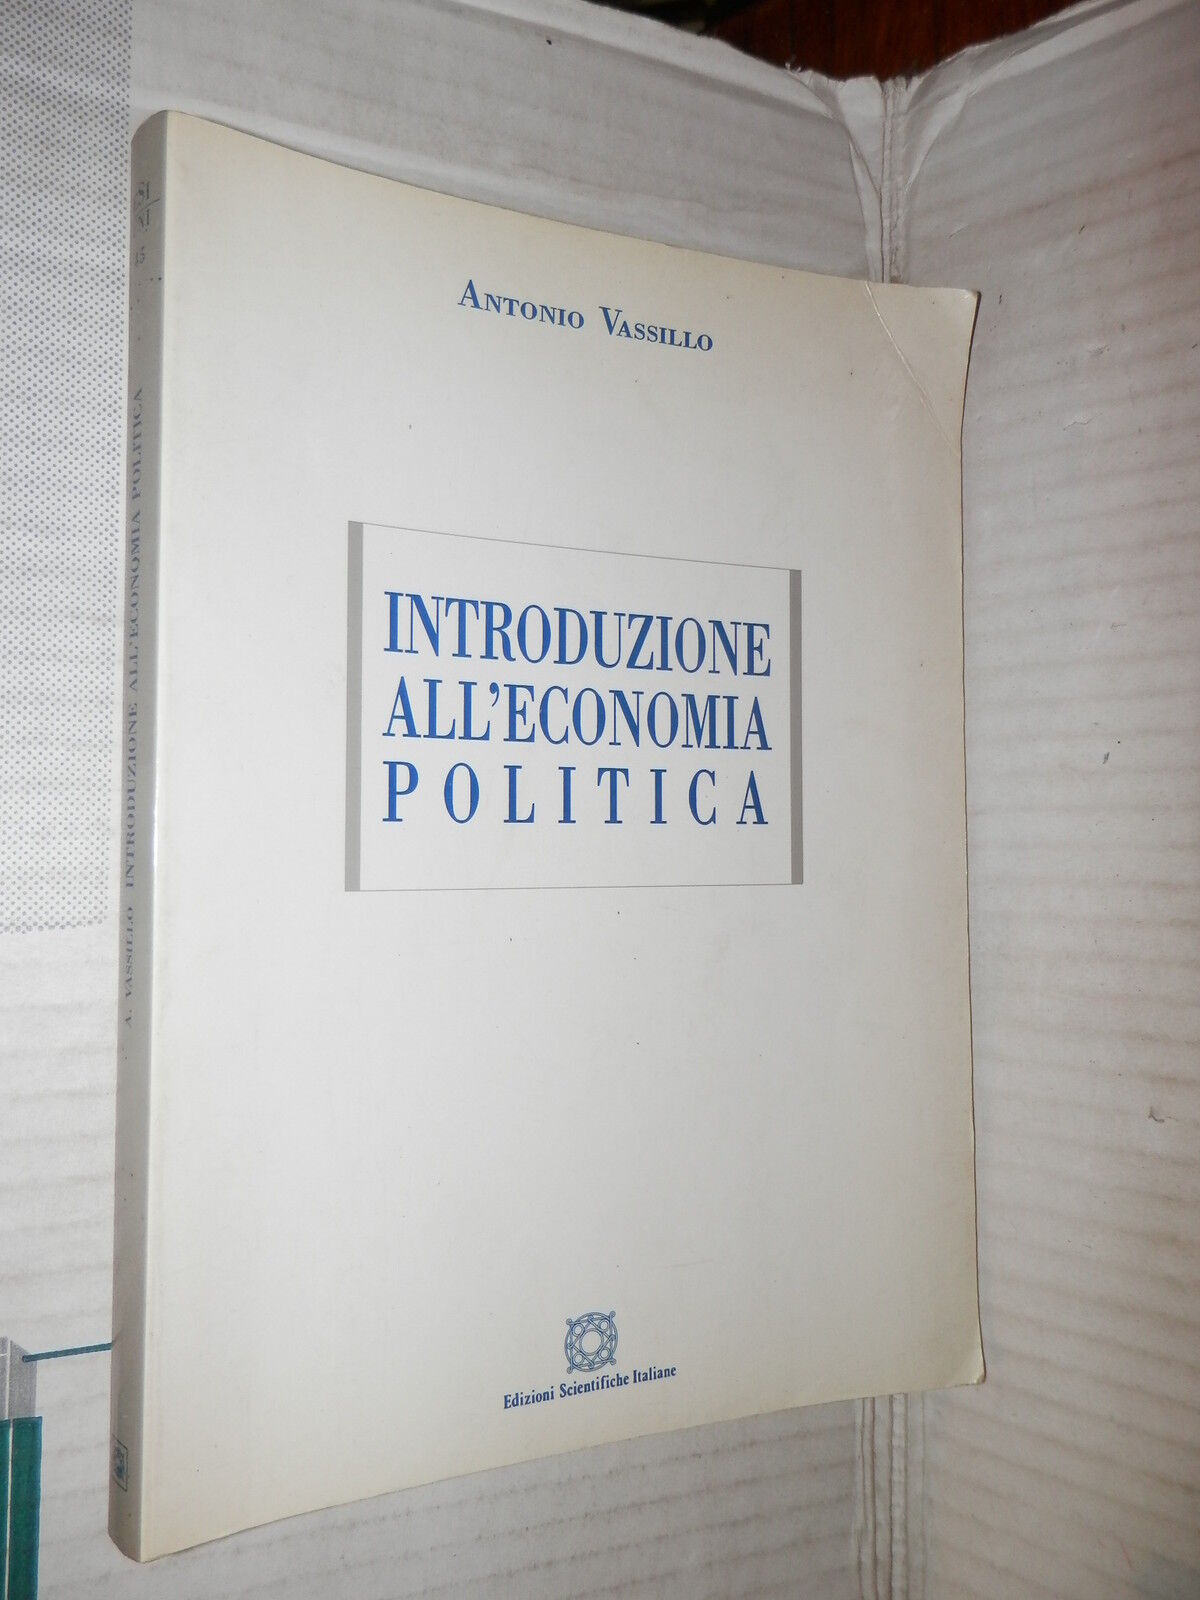 ANTONIO VASSILLO
INTRODUZIONE
ALL'ECONOMIA
POLITICA
Edizioni Scientifiche Italiane
A. VASSILLO INTRODUZIONE ALL'ECONOMIA POLITICA